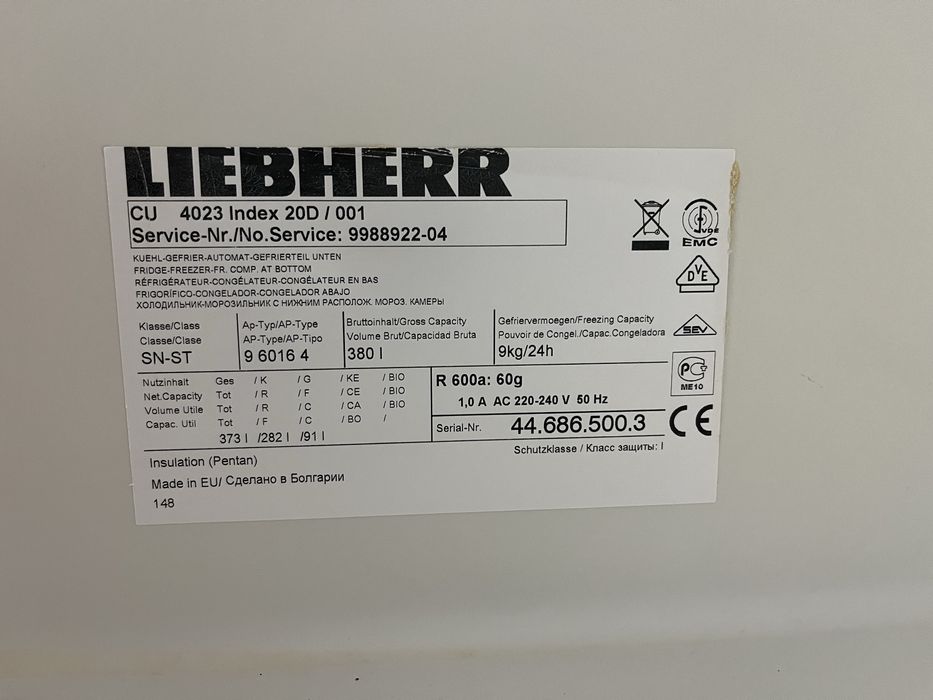 LIEBHERR
CU 4023 Index 20D / 001
Service-Nr./No.Service: 9988922-04
VDE
EMC
KUEHL-GEFRIER-AUTOMAT-GEFRIERTEIL UNTEN
FRIDGE-FREEZER-FR. COMP. AT BOTTOM
RÉFRIGÉRATEUR-CONGÉLATEUR-CONGÉLATEUR EN BAS
FRIGORÍFICO-CONGELADOR-CONGELADOR ABAJO
ХОЛОДИЛЬНИК-МОРОЗИЛЬНИК С НИЖНИМ РАСПОЛОЖ. МОРОЗ. КАМЕРЫ
DVE
Klasse/Class
Classe/Clase
SN-ST
Ap-Typ/AP-Type
AP-Type/AP-Tipo
9 6016 4
Bruttoinhalt/Gross Capacity
Volume Brut/Capacidad Bruta
380 l
Gefriervermoegen/Freezing Capacity
Pouvoir de Congel./Capac.Congeladora
9kg/24h
SEV
Nutzinhalt Ges / K / G / KE / BIO
Net.Capacity Tot / R / F / CE / BIO
Volume Utile Tot / R / C / CA / BIO
Capac. Util Tot / F / C / BO /
373 l /282 l /91 l
R 600a: 60g
1,0 A AC 220-240 V 50 Hz
Serial-Nr. 44.686.500.3
ME10
CE
Schutzklasse / Класс защиты: I
Insulation (Pentan)
Made in EU/ Сделано в Болгарии
148